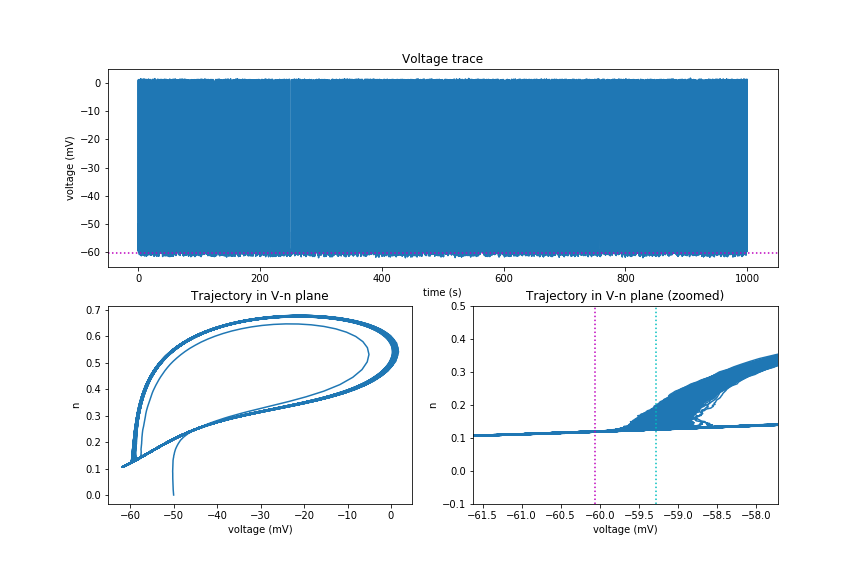 Voltage trace
voltage (mV)
0
−10
−20
−30
−40
−50
−60
0 200 400 600 800 1000
time (s)
Trajectory in V-n plane
n
0.7
0.6
0.5
0.4
0.3
0.2
0.1
0.0
−60 −50 −40 −30 −20 −10 0
voltage (mV)
Trajectory in V-n plane (zoomed)
n
0.5
0.4
0.3
0.2
0.1
0.0
−0.1
−61.5 −61.0 −60.5 −60.0 −59.5 −59.0 −58.5 −58.0
voltage (mV)